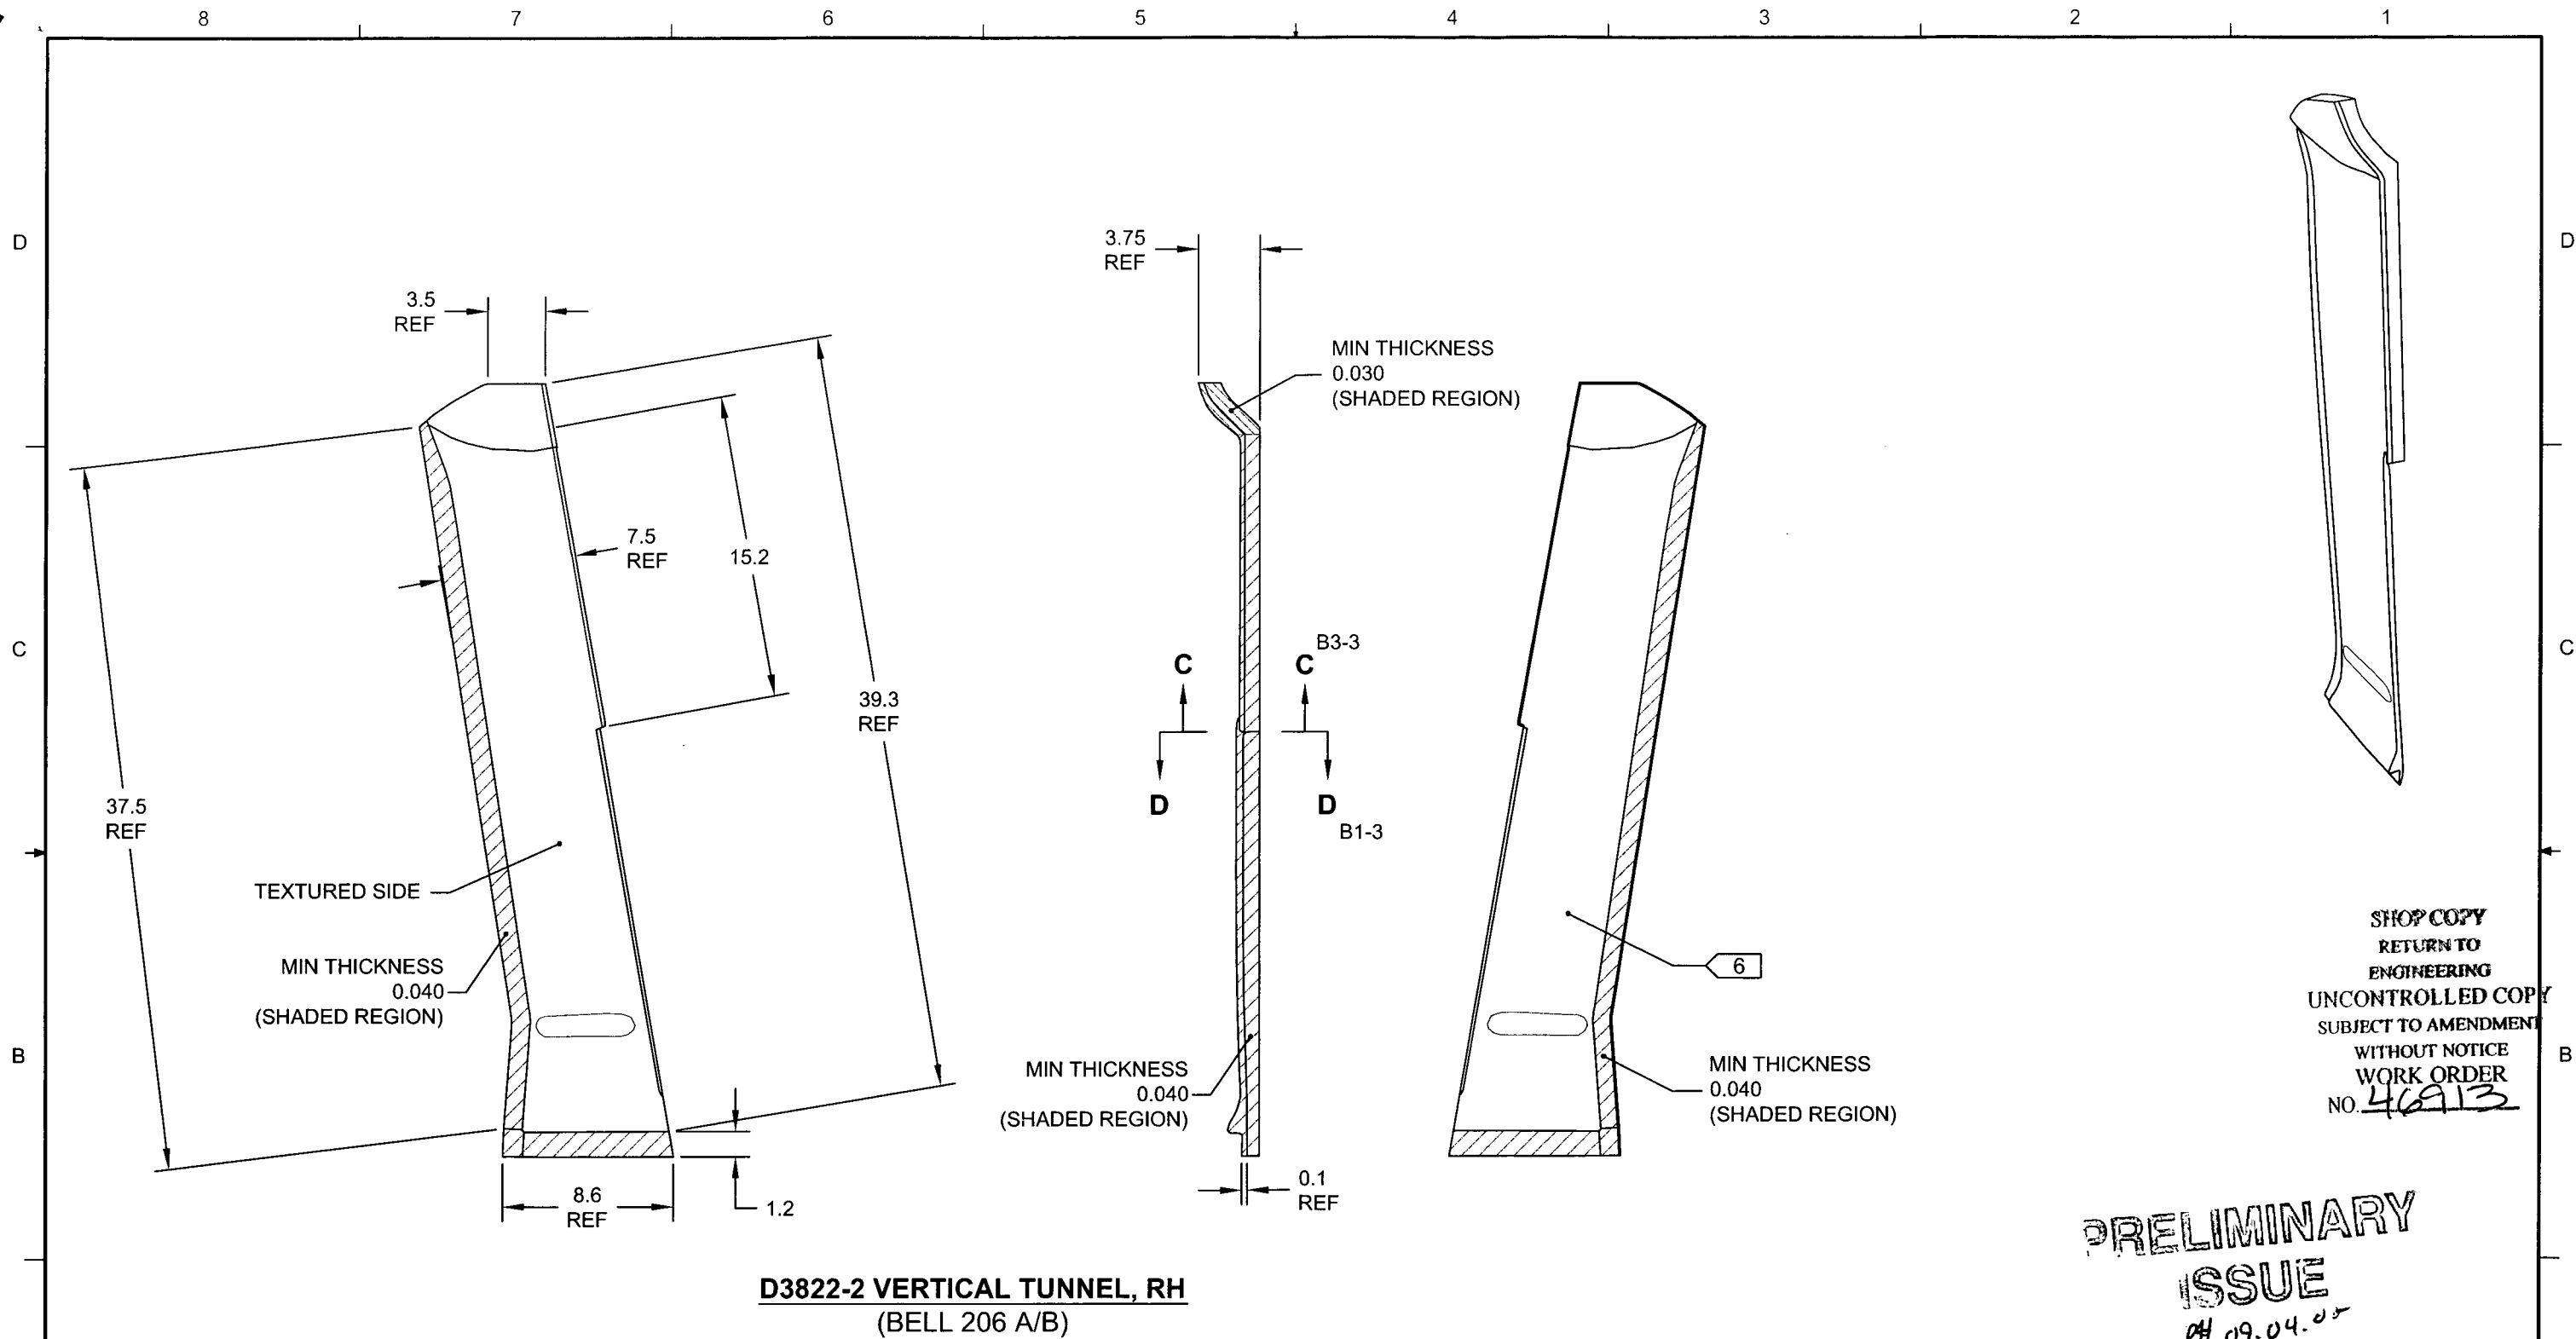 8 7 6 5 4 3 2 1
D
D
3.75
REF
3.5
REF
MIN THICKNESS
0.030
(SHADED REGION)
7.5
REF
15.2
C
C
B3-3
C
C
39.3
REF
D
D
B1-3
37.5
REF
TEXTURED SIDE
MIN THICKNESS
0.040
(SHADED REGION)
6
SHOP COPY
RETURN TO
ENGINEERING
UNCONTROLLED COPY
SUBJECT TO AMENDMENT
WITHOUT NOTICE
WORK ORDER
NO. 46913
B
B
MIN THICKNESS
0.040
(SHADED REGION)
MIN THICKNESS
0.040
(SHADED REGION)
8.6
REF
1.2
0.1
REF
PRELIMINARY
ISSUE
09.04.05
D3822-2 VERTICAL TUNNEL, RH
(BELL 206 A/B)